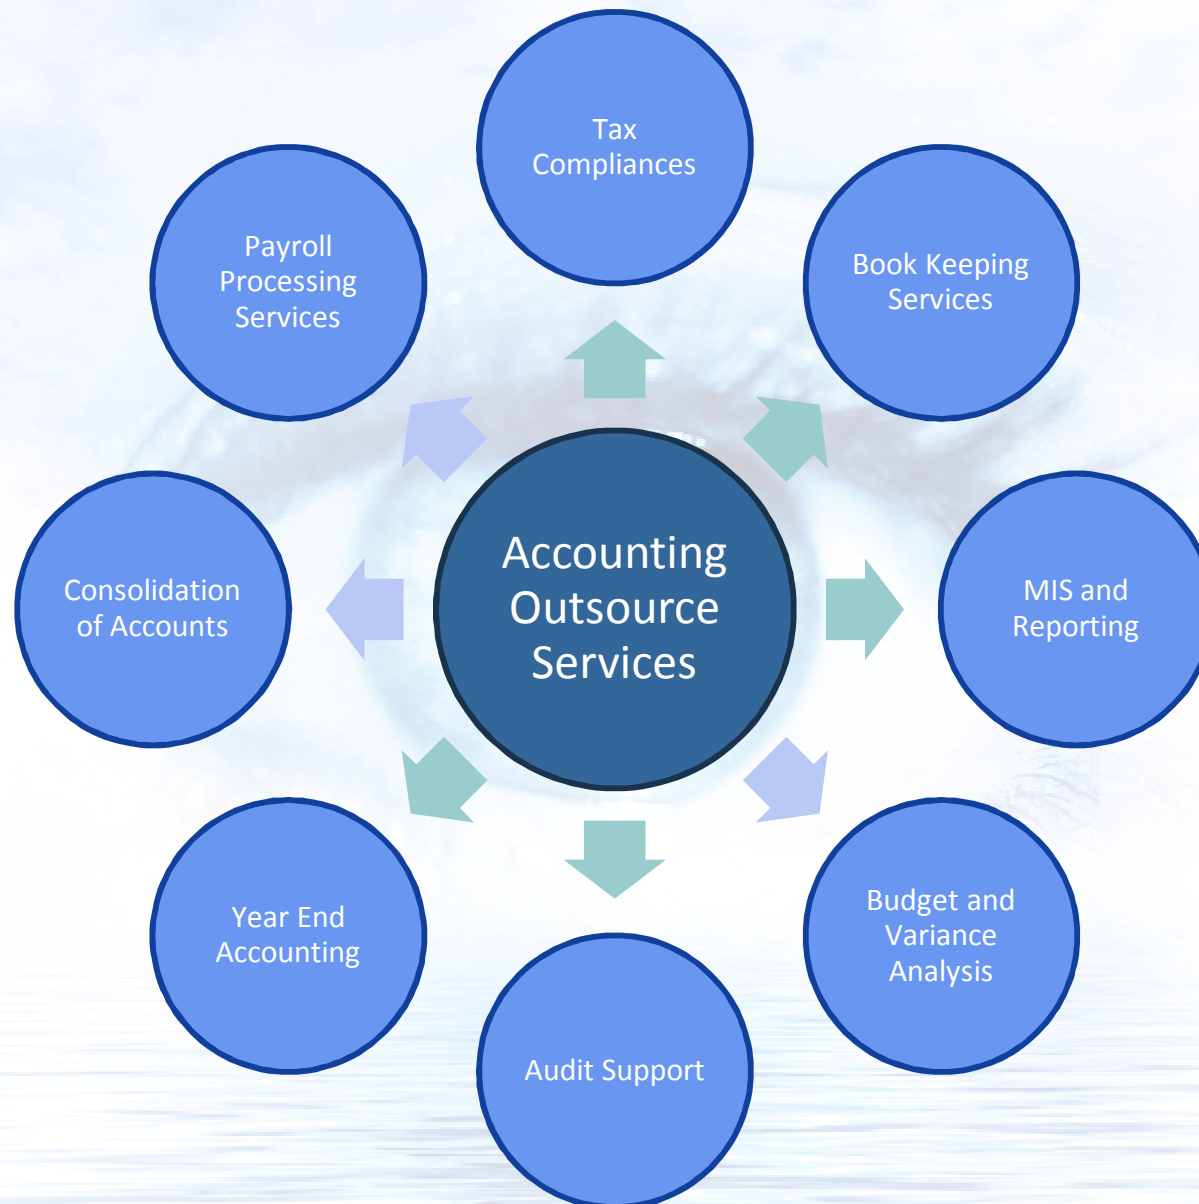 Tax
Compliances
Payroll
Processing
Services
Book Keeping
Services
Accounting
Outsource
Services
Consolidation
of Accounts
MIS and
Reporting
Year End
Accounting
Budget and
Variance
Analysis
Audit Support